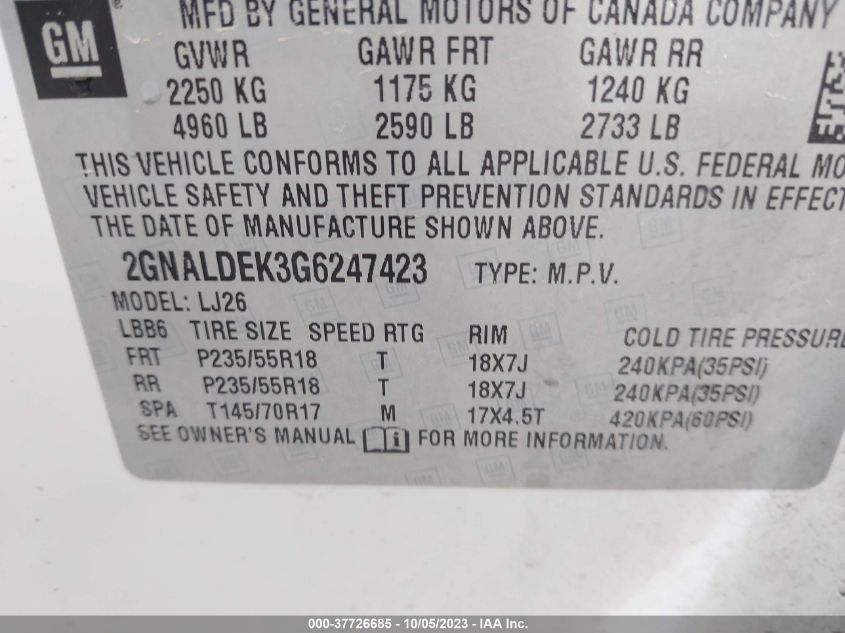 GM
MFD BY GENERAL MOTORS OF CANADA COMPANY
GVWR GAWR FRT GAWR RR
2250 KG 1175 KG 1240 KG
4960 LB 2590 LB 2733 LB
THIS VEHICLE CONFORMS TO ALL APPLICABLE U.S. FEDERAL MO
VEHICLE SAFETY AND THEFT PREVENTION STANDARDS IN EFFECT
THE DATE OF MANUFACTURE SHOWN ABOVE.
2GNALDEK3G6247423 TYPE: M.P.V.
MODEL: LJ26
LBB6 TIRE SIZE SPEED RTG RIM COLD TIRE PRESSURE
FRT P235/55R18 T 18X7J 240KPA(35PSI)
RR P235/55R18 T 18X7J 240KPA(35PSI)
SPA T145/70R17 M 17X4.5T 420KPA(60PSI)
SEE OWNER'S MANUAL i FOR MORE INFORMATION.
000-37726685 - 10/05/2023 - IAA Inc.